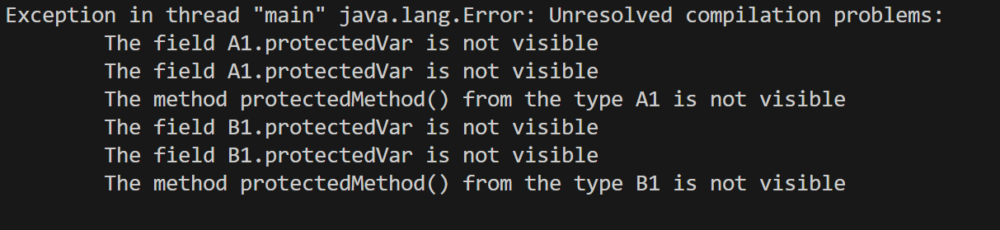 Exception in thread "main" java.lang.Error: Unresolved compilation problems:
The field A1.protectedVar is not visible
The field A1.protectedVar is not visible
The method protectedMethod() from the type A1 is not visible
The field B1.protectedVar is not visible
The field B1.protectedVar is not visible
The method protectedMethod() from the type B1 is not visible